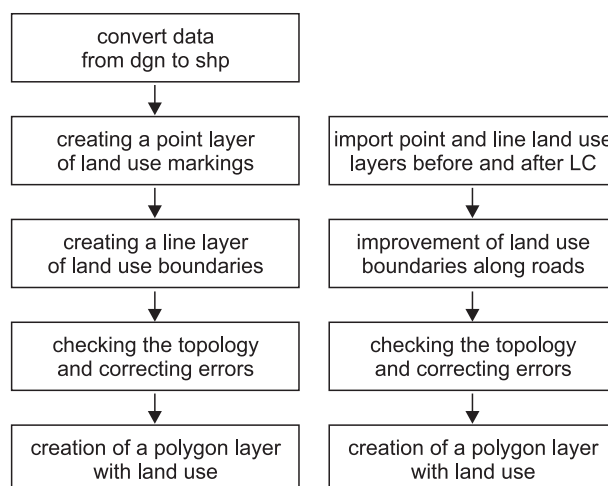 convert data
from dgn to shp
creating a point layer
of land use markings
creating a line layer
of land use boundaries
checking the topology
and correcting errors
creation of a polygon layer
with land use
import point and line land use
layers before and after LC
improvement of land use
boundaries along roads
checking the topology
and correcting errors
creation of a polygon layer
with land use